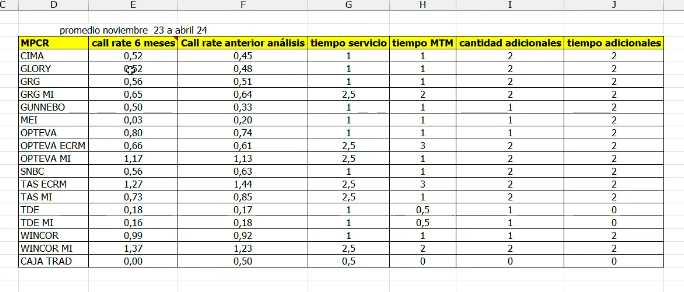 C D E F G H I J
promedio noviembre 23 a abril 24
MPCR call rate 6 meses Call rate anterior análisis tiempo servicio tiempo MTM cantidad adicionales tiempo adicionales
CIMA 0,52 0,45 1 1 2 2
GLORY 0,52 0,48 1 1 2 2
GRG 0,56 0,51 1 1 2 2
GRG MI 0,65 0,64 2,5 2 2 2
GUNNEBO 0,50 0,33 1 1 1 2
MEI 0,03 0,20 1 1 1 2
OPTEVA 0,80 0,74 1 1 1 2
OPTEVA ECRM 0,66 0,61 2,5 3 2 2
OPTEVA MI 1,17 1,13 2,5 1 2 2
SNBC 0,56 0,63 1 1 2 2
TAS ECRM 1,27 1,44 2,5 3 2 2
TAS MI 0,73 0,85 2,5 1 2 2
TDE 0,18 0,17 1 0,5 1 0
TDE MI 0,16 0,18 1 0,5 1 0
WINCOR 0,99 0,92 1 1 1 2
WINCOR MI 1,37 1,23 2,5 2 2 2
CAJA TRAD 0,00 0,50 0,5 0 0 0